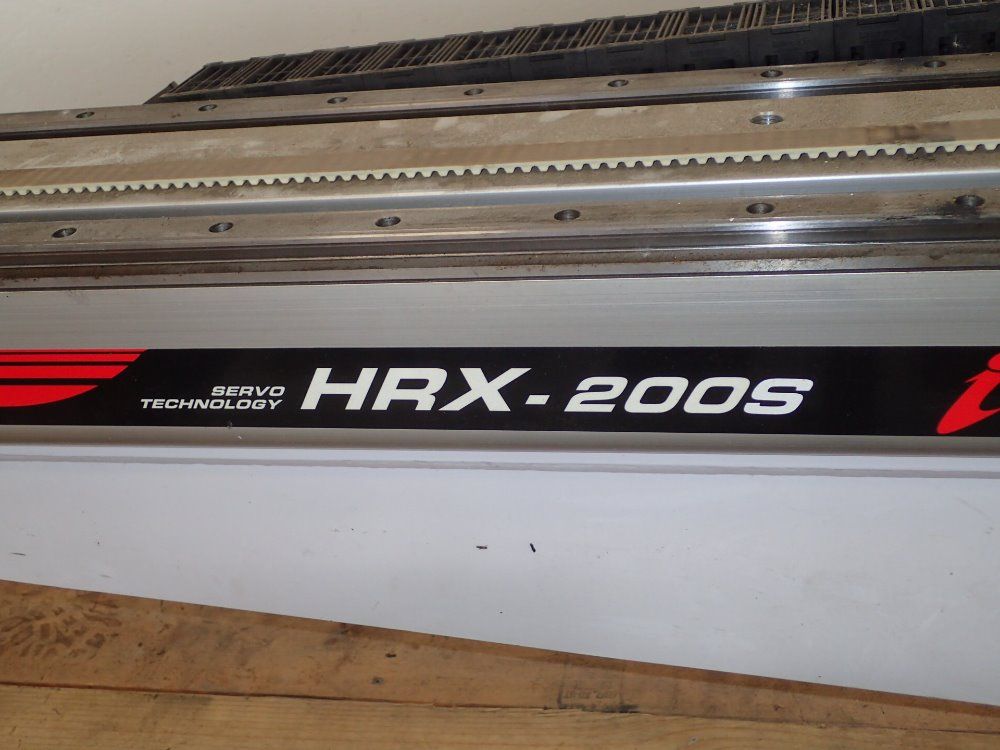 SERVO
TECHNOLOGY
HRX-200S
i